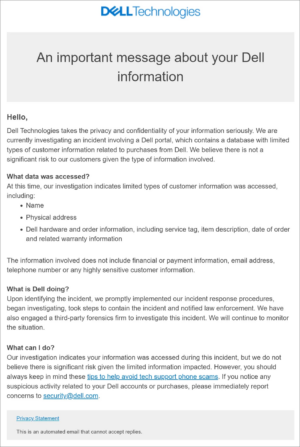 DELLTechnologies
An important message about your Dell
information
Hello,
Dell Technologies takes the privacy and confidentiality of your information seriously. We are
currently investigating an incident involving a Dell portal, which contains a database with limited
types of customer information related to purchases from Dell. We believe there is not a
significant risk to our customers given the type of information involved.
What data was accessed?
At this time, our investigation indicates limited types of customer information was accessed,
including:
• Name
• Physical address
• Dell hardware and order information, including service tag, item description, date of order
and related warranty information
The information involved does not include financial or payment information, email address,
telephone number or any highly sensitive customer information.
What is Dell doing?
Upon identifying the incident, we promptly implemented our incident response procedures,
began investigating, took steps to contain the incident and notified law enforcement. We have
also engaged a third-party forensics firm to investigate this incident. We will continue to monitor
the situation.
What can I do?
Our investigation indicates your information was accessed during this incident, but we do not
believe there is significant risk given the limited information impacted. However, you should
always keep in mind these tips to help avoid tech support phone scams. If you notice any
suspicious activity related to your Dell accounts or purchases, please immediately report
concerns to security@dell.com.
Privacy Statement
This is an automated email that cannot accept replies.